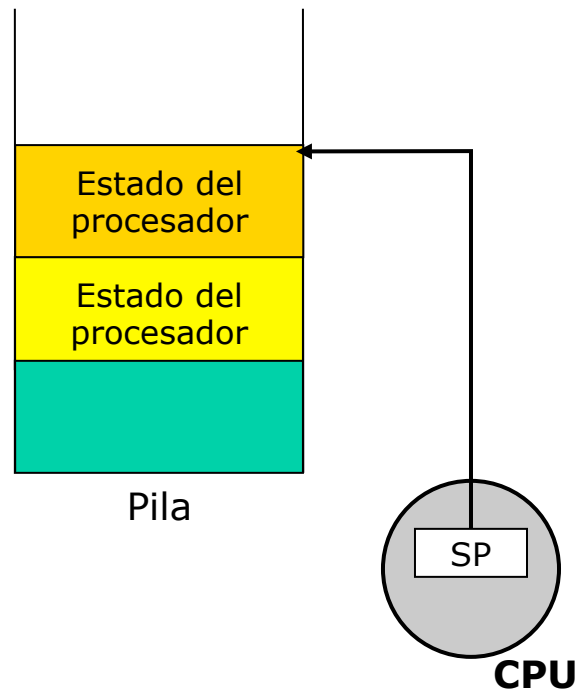 Estado del
procesador
Estado del
procesador
Pila
SP
CPU